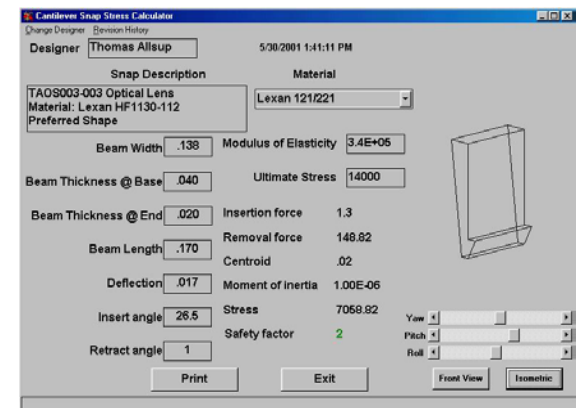 Cantilever Snap Stress Calculator
Change Designer Revision History
Designer Thomas Allsup 5/30/2001 1:41:11 PM
Snap Description Material
TAOS003-003 Optical Lens
Material: Lexan HF1130-112
Preferred Shape
Lexan 121/221
Beam Width .138 Modulus of Elasticity 3.4E+05
Beam Thickness @ Base .040 Ultimate Stress 14000
Beam Thickness @ End .020 Insertion force 1.3
Removal force 148.82
Beam Length .170
Centroid .02
Deflection .017 Moment of inertia 1.00E-06
Insert angle 26.5 Stress 7058.82
Yaw
Safety factor 2 Pitch
Retract angle 1 Roll
Print Exit Front View Isometric